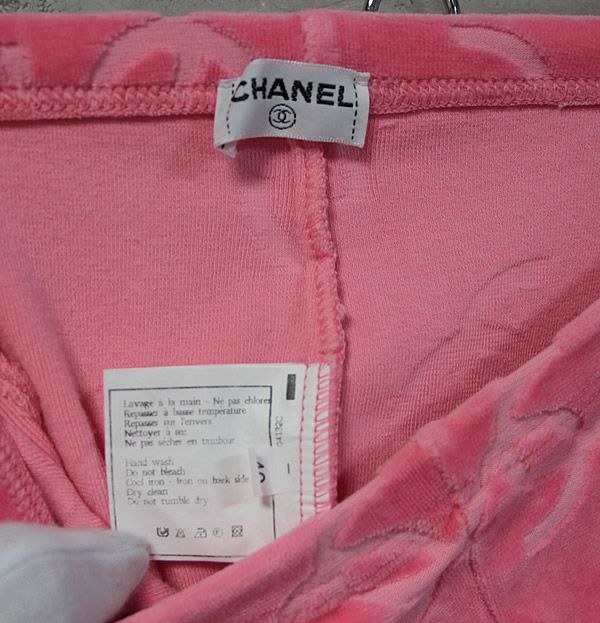 CHANEL
Lavage à la main - Ne pas chlorer
Repasser à basse température
Repasser sur l'envers
Nettoyer à sec
Ne pas sécher en tambour
Hand wash
Do not bleach
Cool iron - Iron on back side
Dry clean
Do not tumble dry